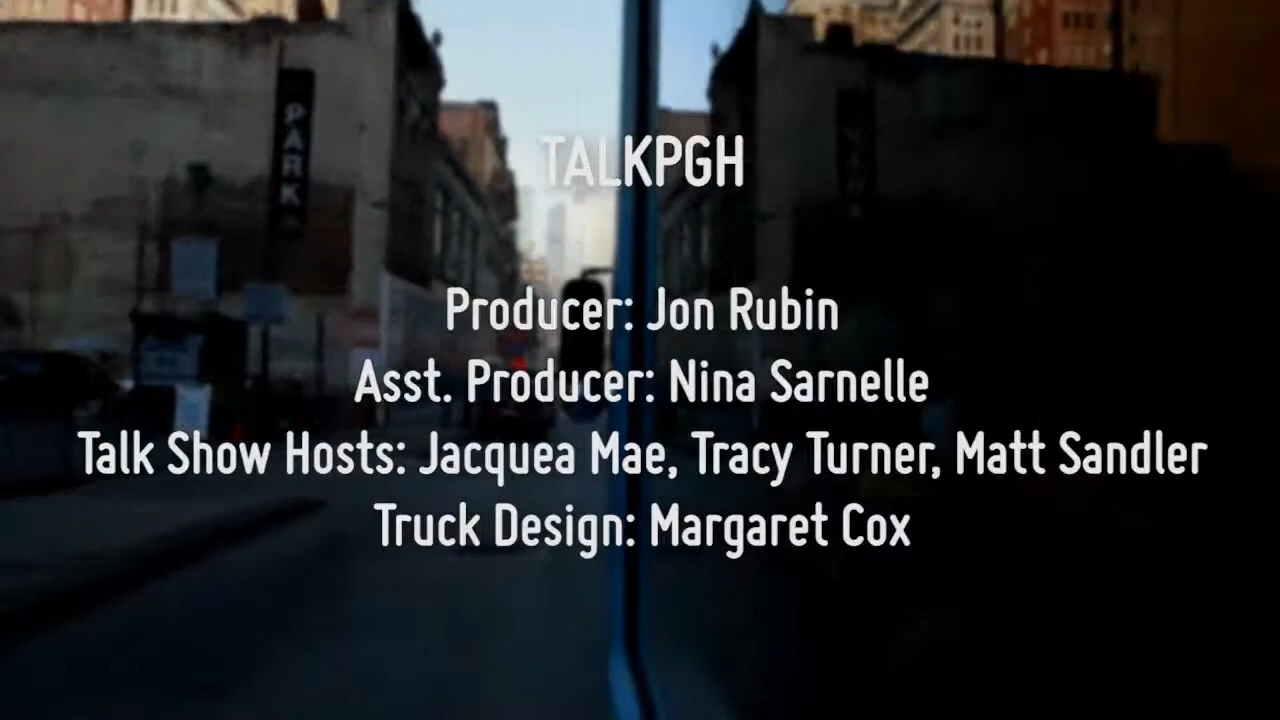 PARK
TALKPGH
Producer: Jon Rubin
Asst. Producer: Nina Sarnelle
Talk Show Hosts: Jacquea Mae, Tracy Turner, Matt Sandler
Truck Design: Margaret Cox